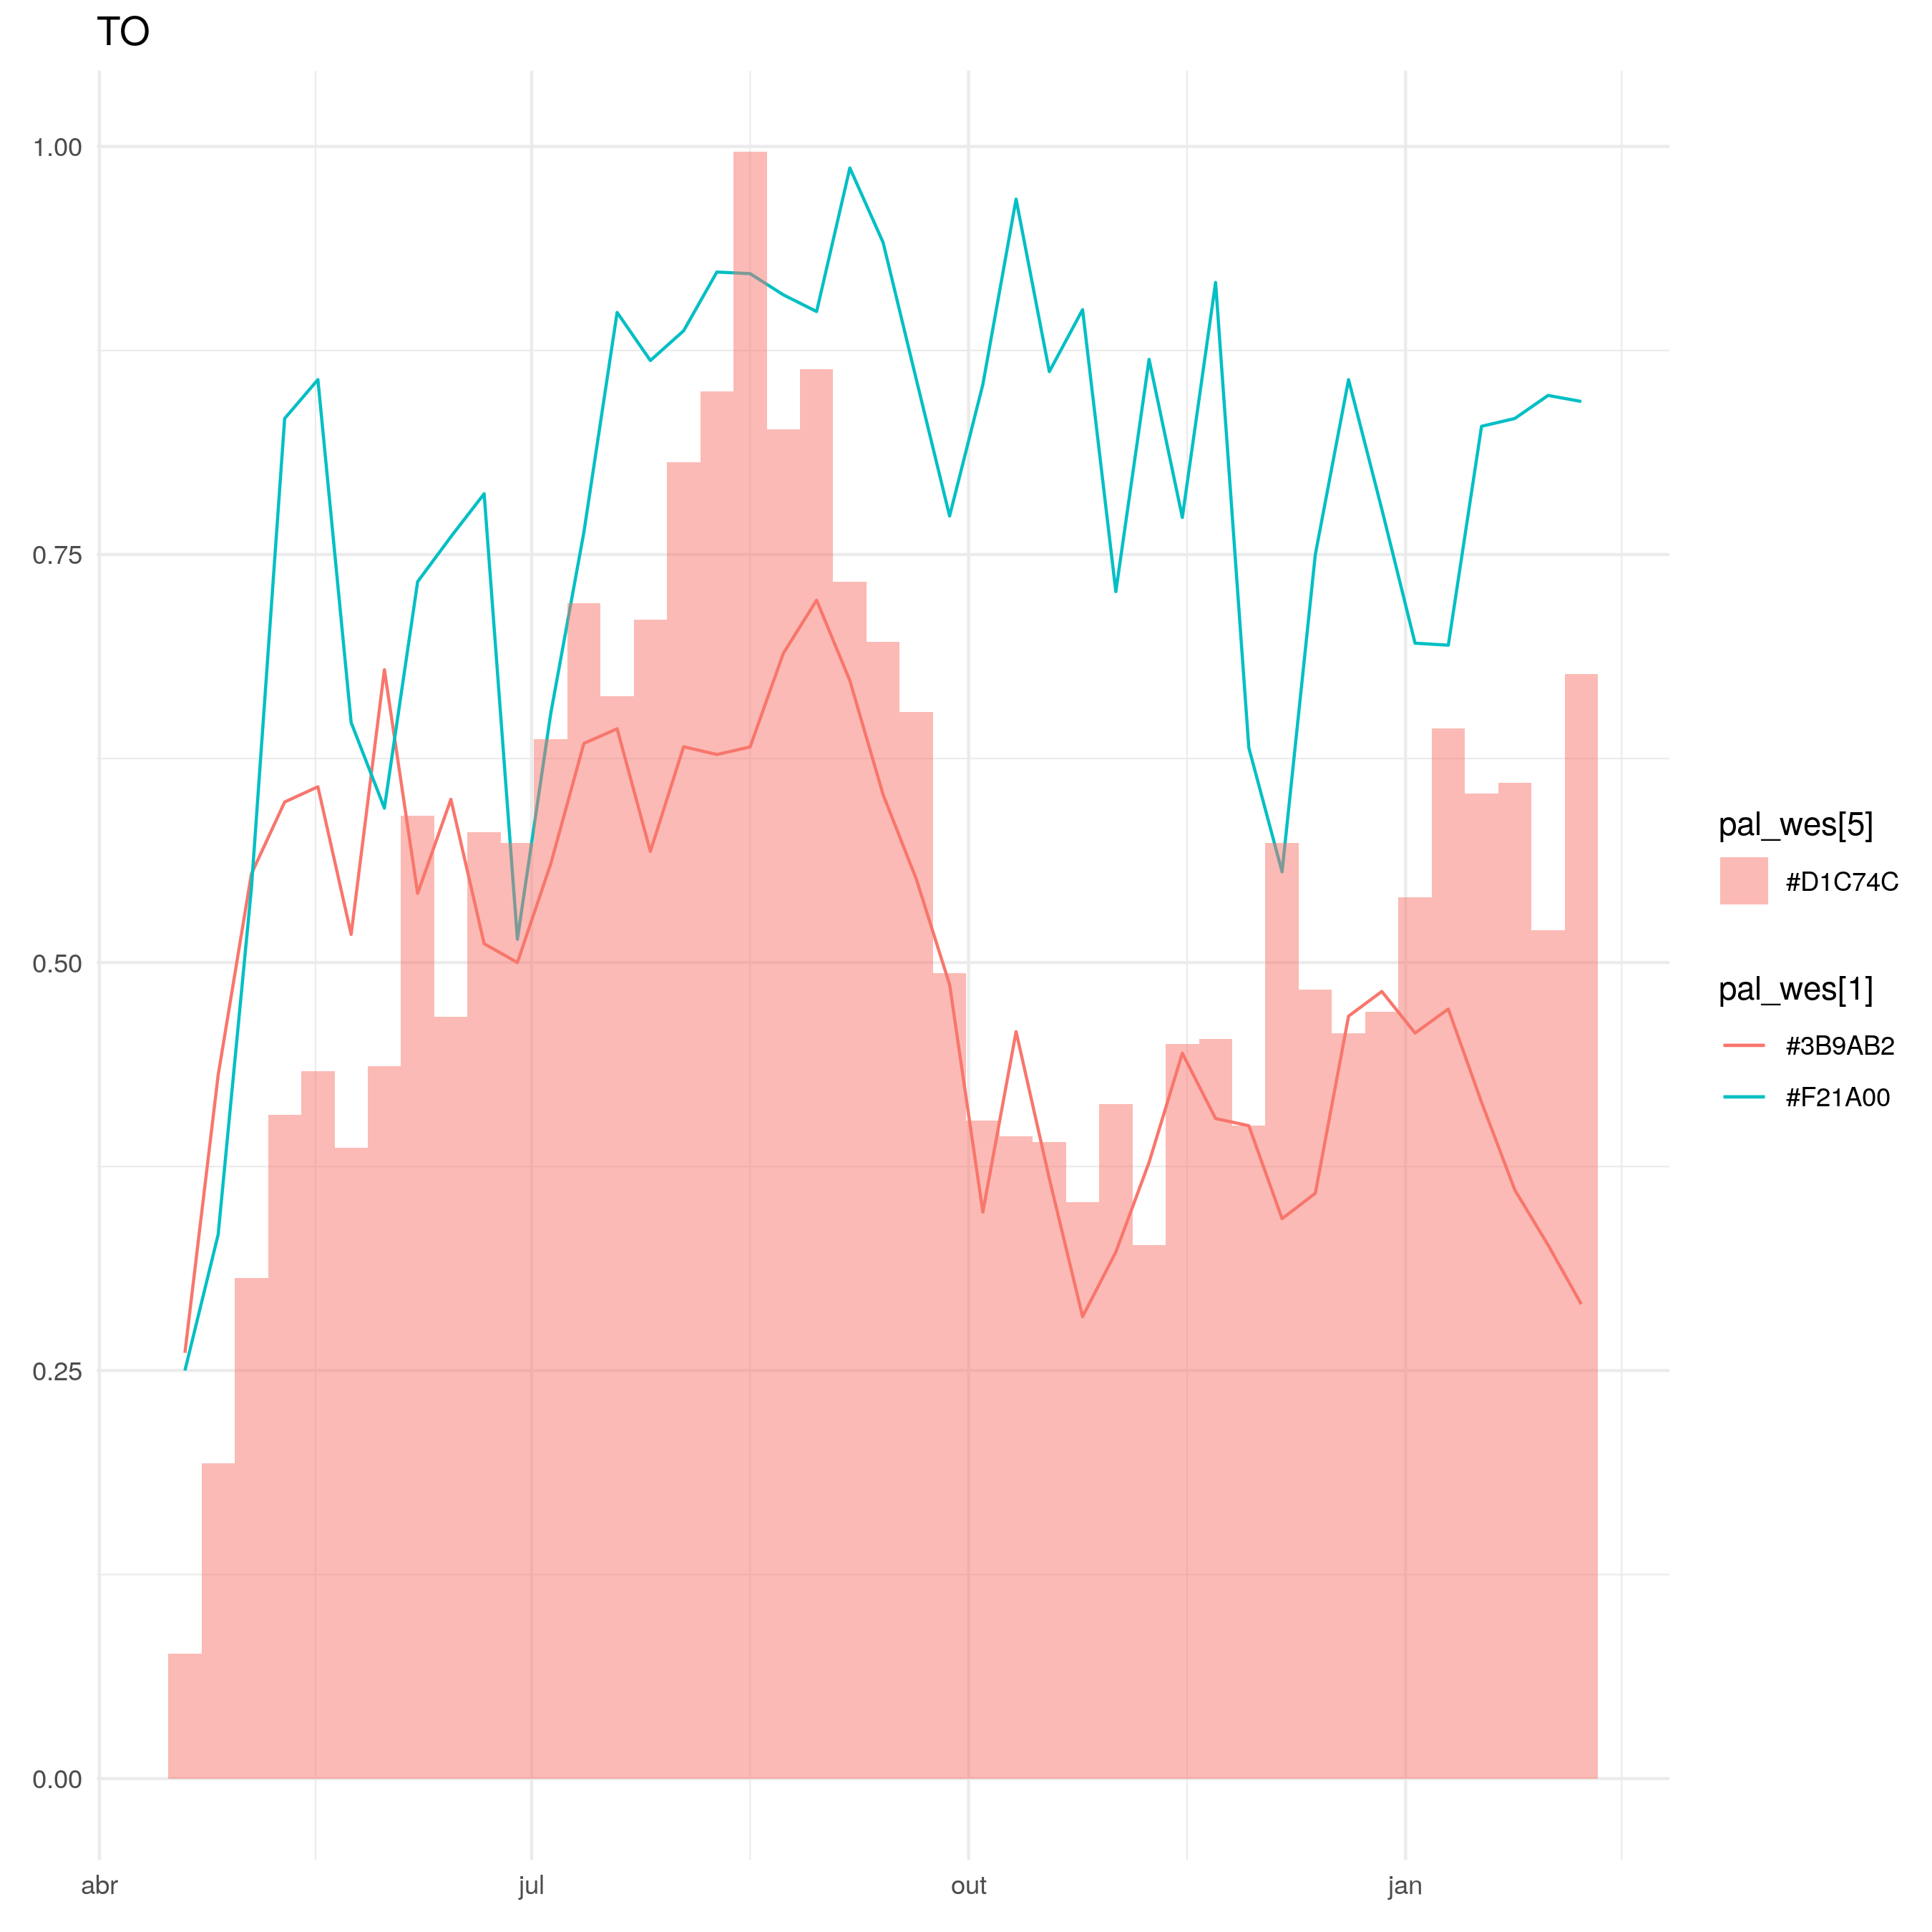 TO
1.00
0.75
0.50
0.25
0.00
abr
jul
out
jan
pal_wes[5]
#D1C74C
pal_wes[1]
#3B9AB2
#F21A00